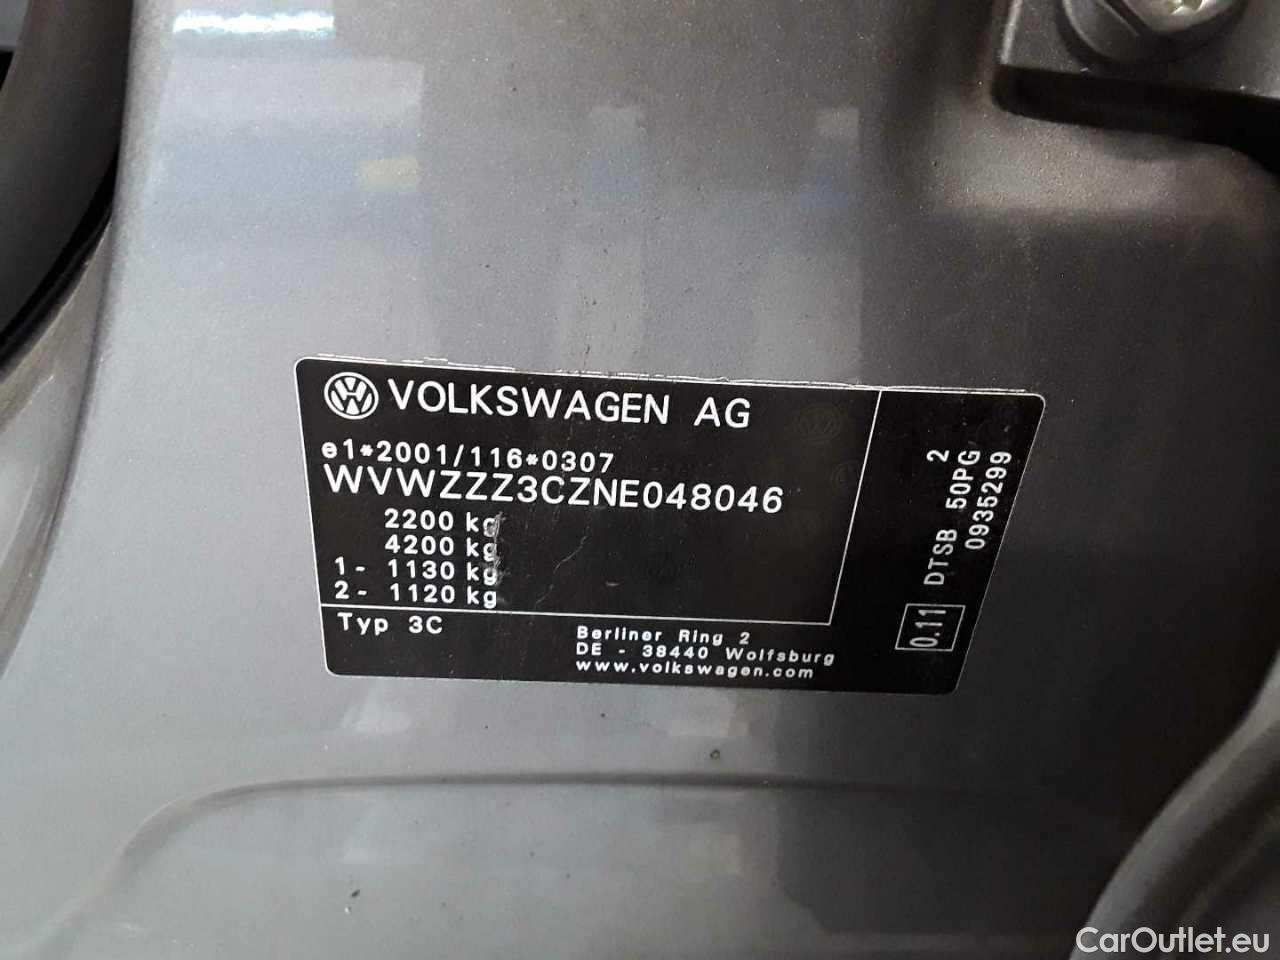 VOLKSWAGEN AG
e1*2001/116*0307
WVWZZZ3CZNE048046
2200 kg
4200 kg
1 - 1130 kg
2 - 1120 kg
Typ 3C
Berliner Ring 2
DE - 38440 Wolfsburg
www.volkswagen.com
0.11 DTSB 50PG 2
0935299
CarOutlet.eu